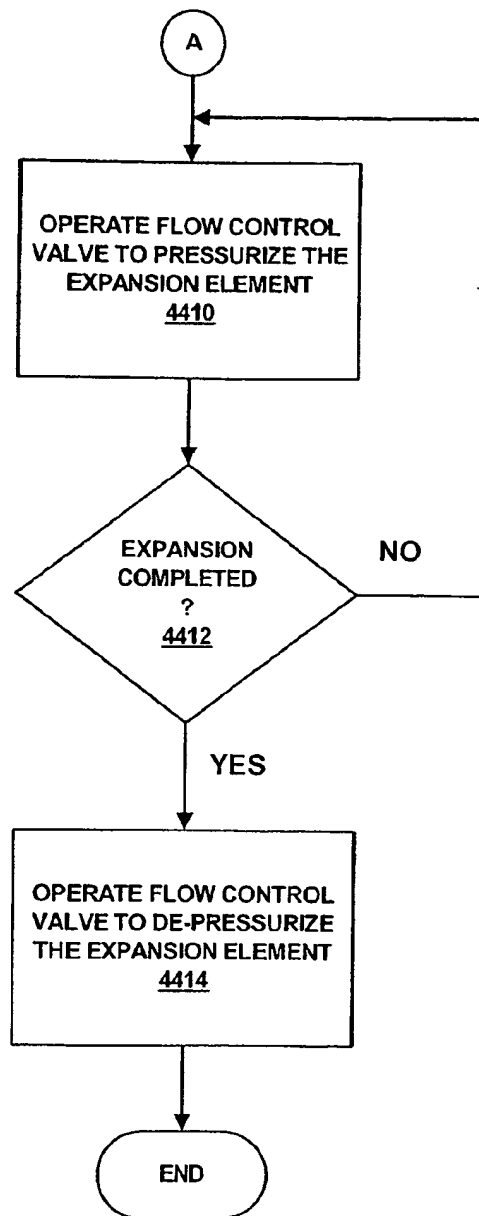 A
OPERATE FLOW CONTROL
VALVE TO PRESSURIZE THE
EXPANSION ELEMENT
4410
EXPANSION
COMPLETED
?
4412
NO
YES
OPERATE FLOW CONTROL
VALVE TO DE-PRESSURIZE
THE EXPANSION ELEMENT
4414
END